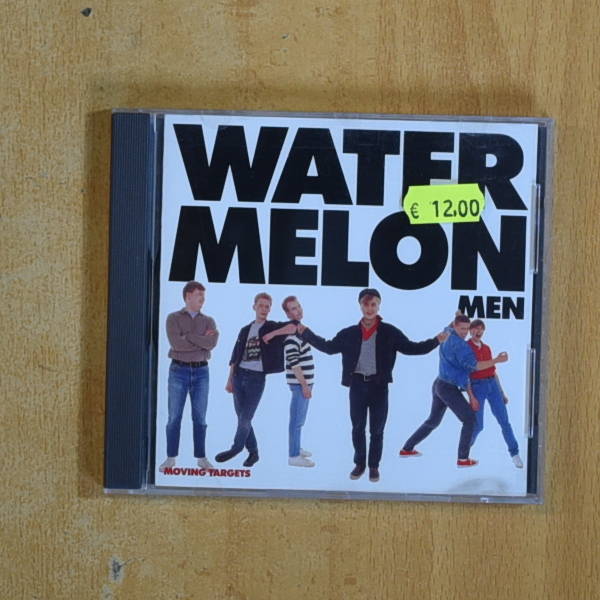 WATER
€ 12.00
MELON
MEN
MOVING TARGETS